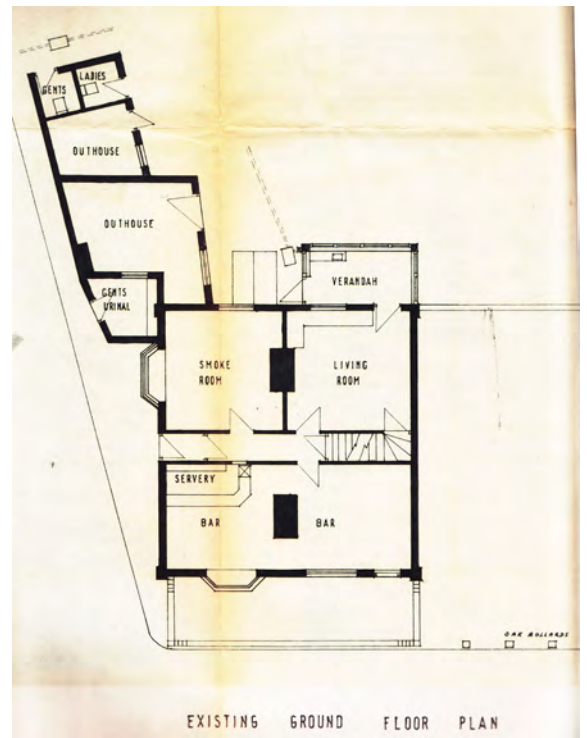 LADIES
GENTS
OUTHOUSE
OUTHOUSE
GENTS
URINAL
VERANDAH
SMOKE
ROOM
LIVING
ROOM
SERVERY
BAR
BAR
OAK BOLLARDS
EXISTING GROUND FLOOR PLAN